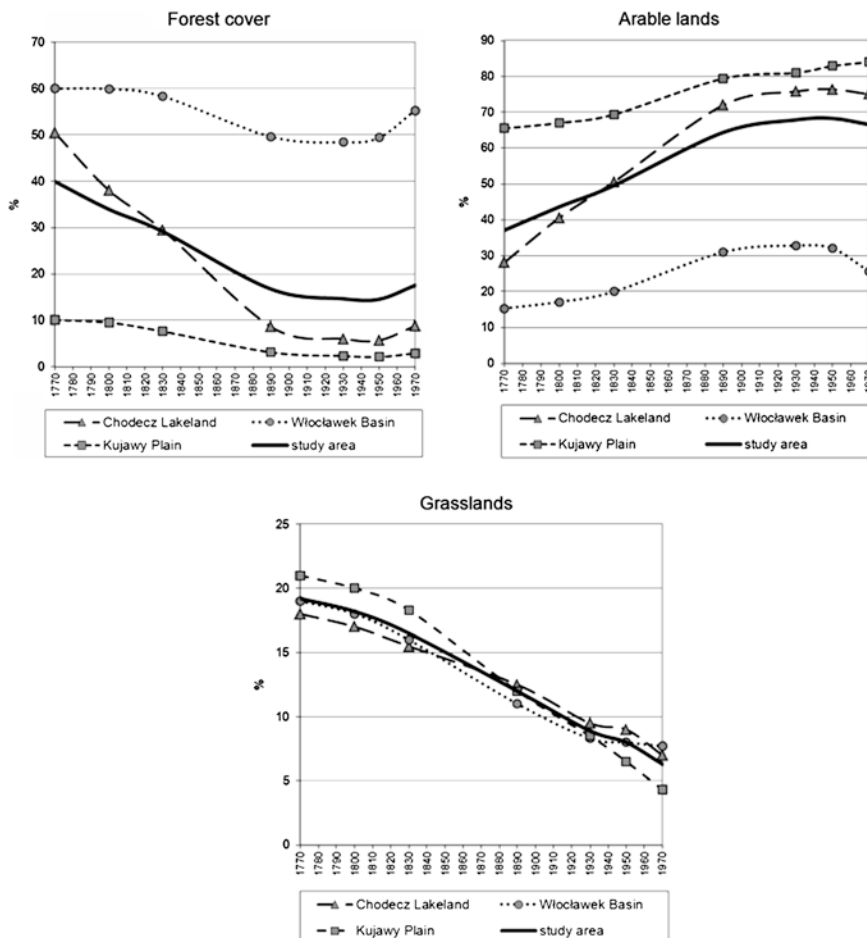 Forest cover
70
60
50
40
30
20
10
0
%
1770 1780 1790 1800 1810 1820 1830 1840 1850 1860 1870 1880 1890 1900 1910 1920 1930 1940 1950 1960 1970
Chodecz Lakeland Włocławek Basin
Kujawy Plain study area
Arable lands
90
80
70
60
50
40
30
20
10
0
%
1770 1780 1790 1800 1810 1820 1830 1840 1850 1860 1870 1880 1890 1900 1910 1920 1930 1940 1950 1960 1970
Chodecz Lakeland Włocławek Basin
Kujawy Plain study area
Grasslands
25
20
15
10
5
0
%
1770 1780 1790 1800 1810 1820 1830 1840 1850 1860 1870 1880 1890 1900 1910 1920 1930 1940 1950 1960 1970
Chodecz Lakeland Włocławek Basin
Kujawy Plain study area